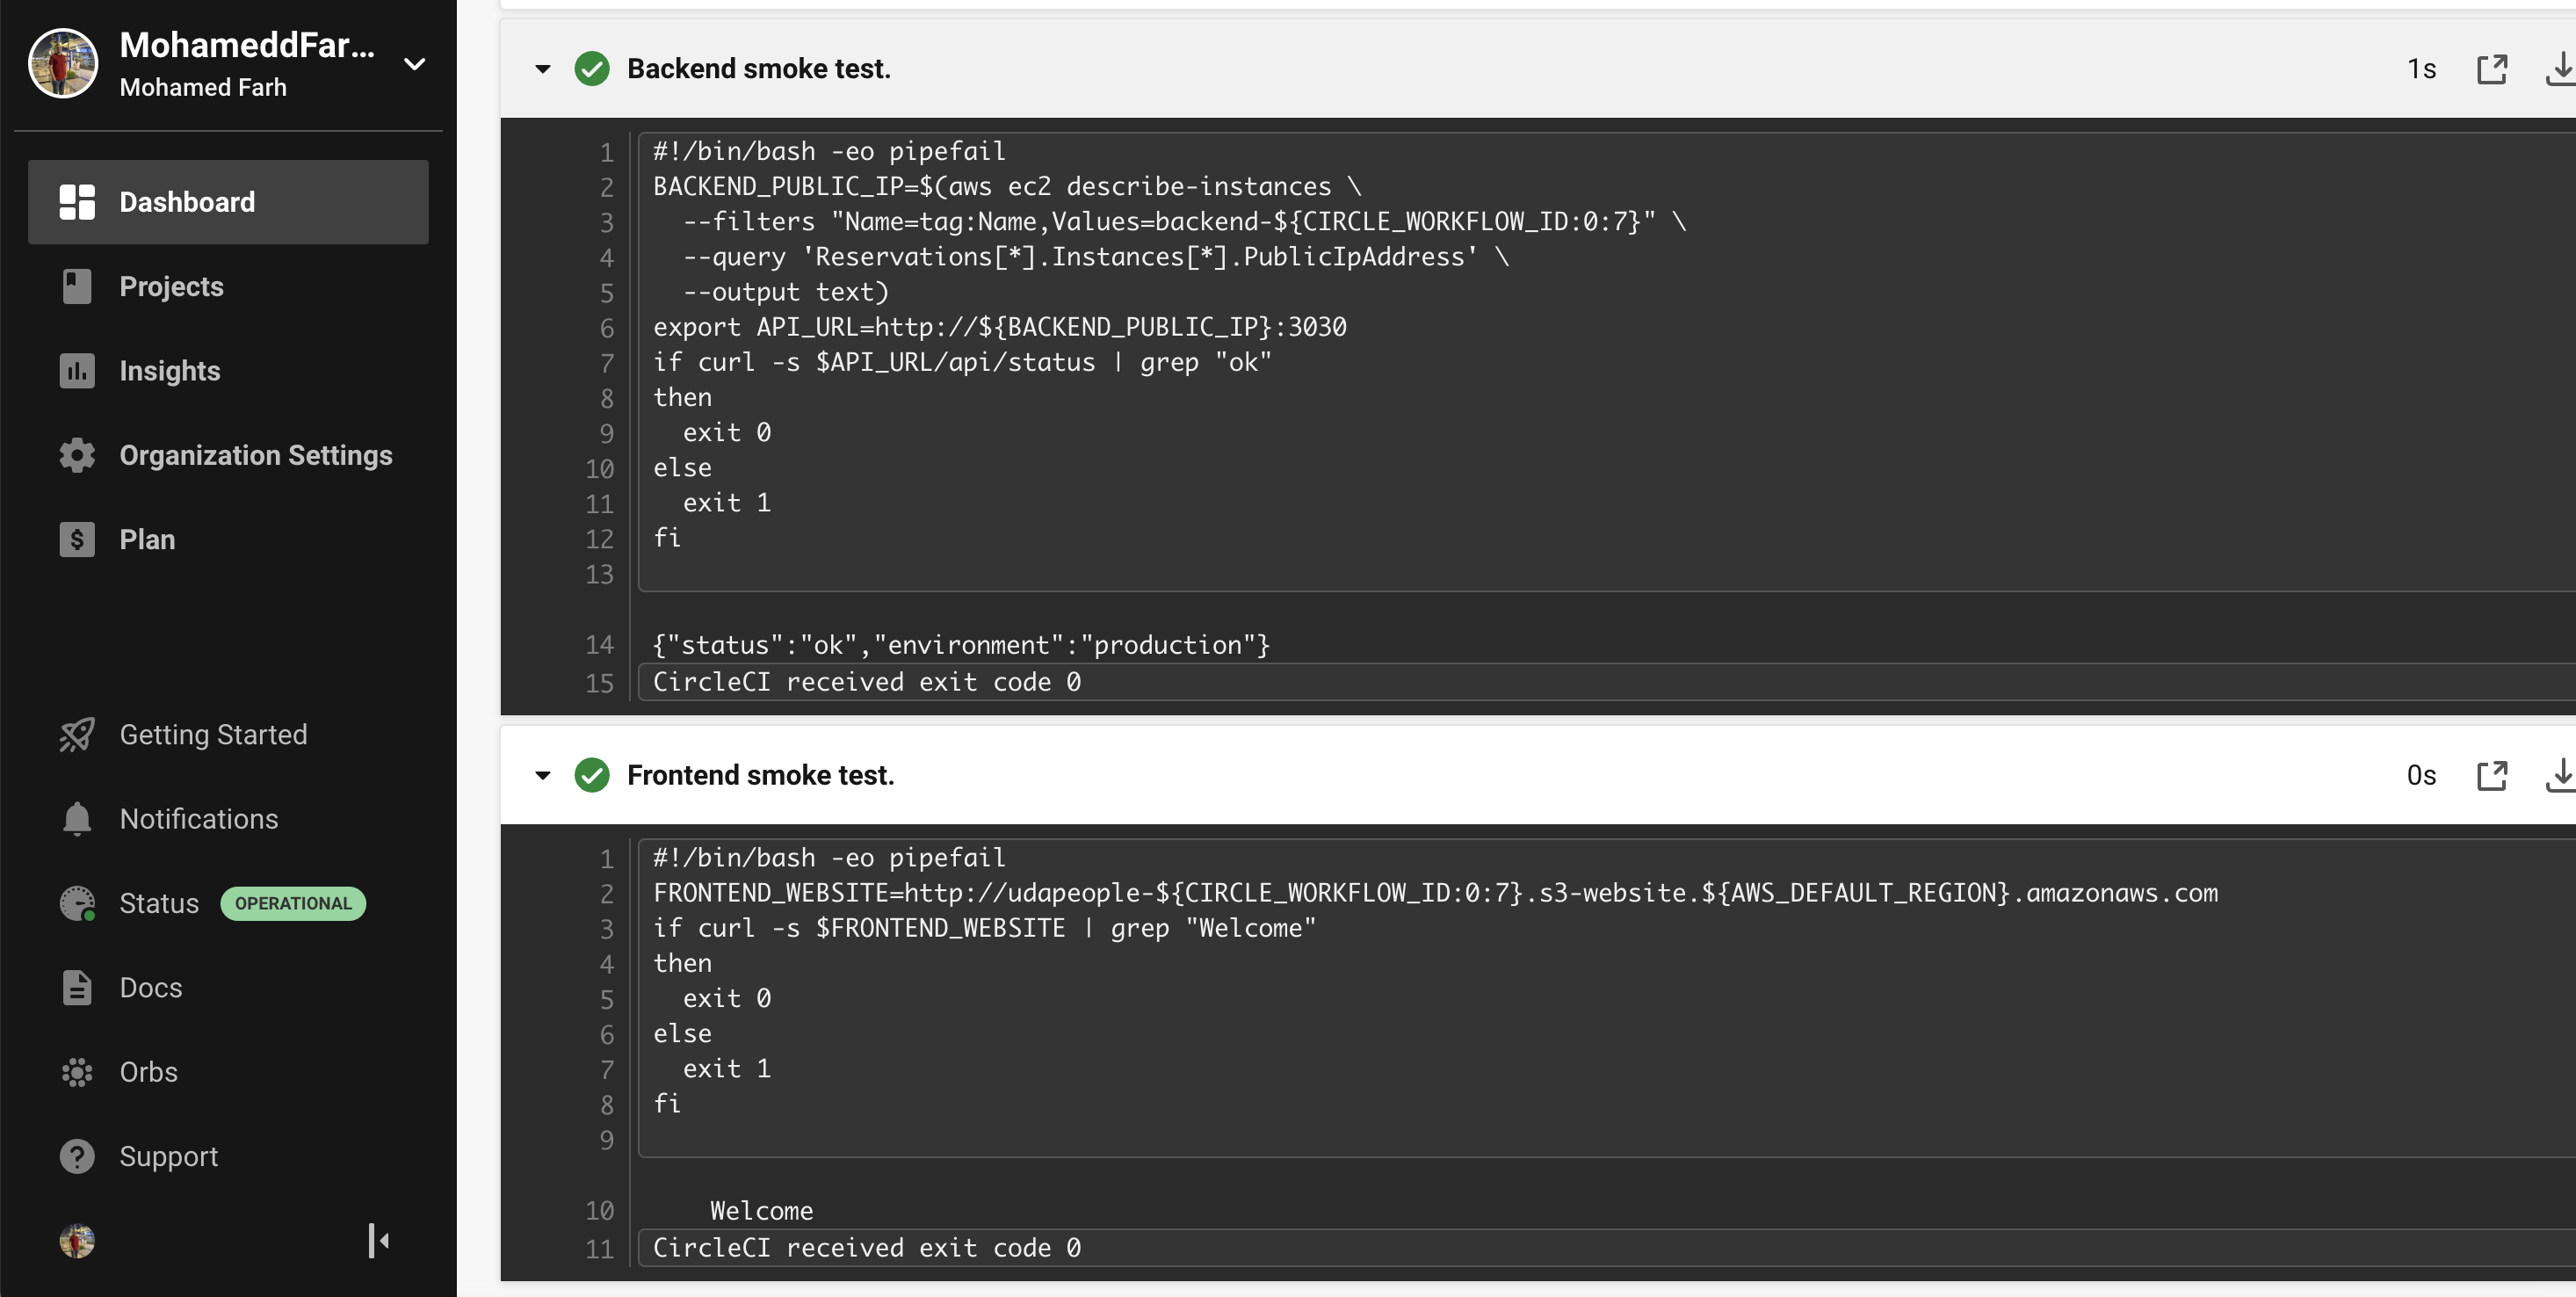 MohameddFar...
Mohamed Farh
Dashboard
Projects
Insights
Organization Settings
Plan
Getting Started
Notifications
Status OPERATIONAL
Docs
Orbs
Support
Backend smoke test.
1s
1 #!/bin/bash -eo pipefail
2 BACKEND_PUBLIC_IP=$(aws ec2 describe-instances \
3   --filters "Name=tag:Name,Values=backend-${CIRCLE_WORKFLOW_ID:0:7}" \
4   --query 'Reservations[*].Instances[*].PublicIpAddress' \
5   --output text)
6 export API_URL=http://${BACKEND_PUBLIC_IP}:3030
7 if curl -s $API_URL/api/status | grep "ok"
8 then
9   exit 0
10 else
11   exit 1
12 fi
13
14 {"status":"ok","environment":"production"}
15 CircleCI received exit code 0
Frontend smoke test.
0s
1 #!/bin/bash -eo pipefail
2 FRONTEND_WEBSITE=http://udapeople-${CIRCLE_WORKFLOW_ID:0:7}.s3-website.${AWS_DEFAULT_REGION}.amazonaws.com
3 if curl -s $FRONTEND_WEBSITE | grep "Welcome"
4 then
5   exit 0
6 else
7   exit 1
8 fi
9
10     Welcome
11 CircleCI received exit code 0